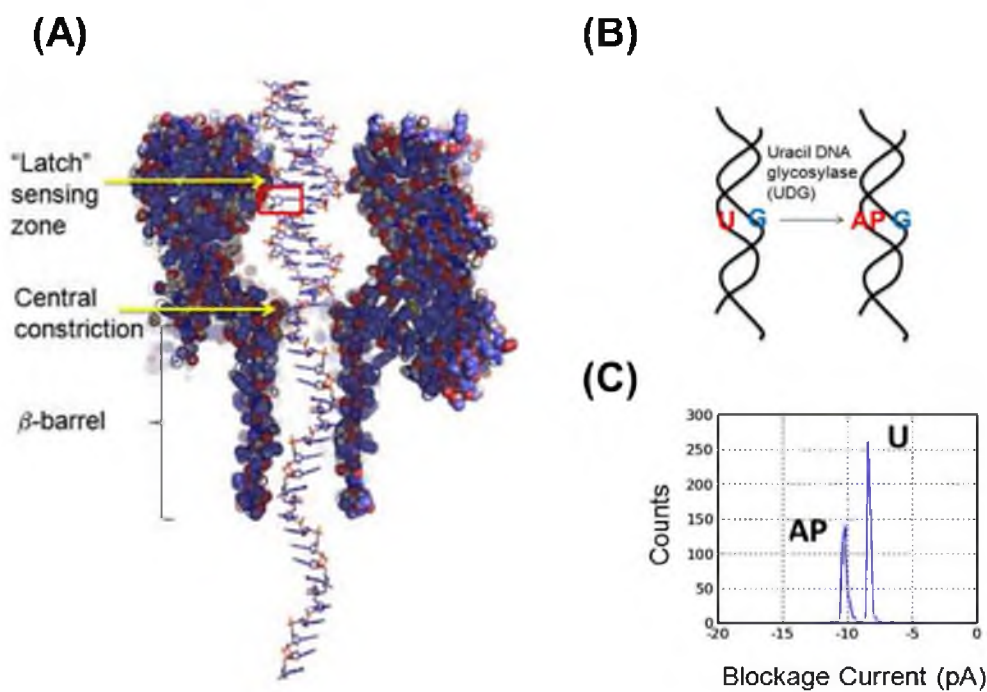 (A)
"Latch"
sensing
zone
Central
constriction
β-barrel
(B)
Uracil DNA
glycosylase
(UDG)
U G
AP G
(C)
300
250
200
150
100
50
0
U
AP
Counts
-20 -15 -10 -5 0
Blockage Current (pA)